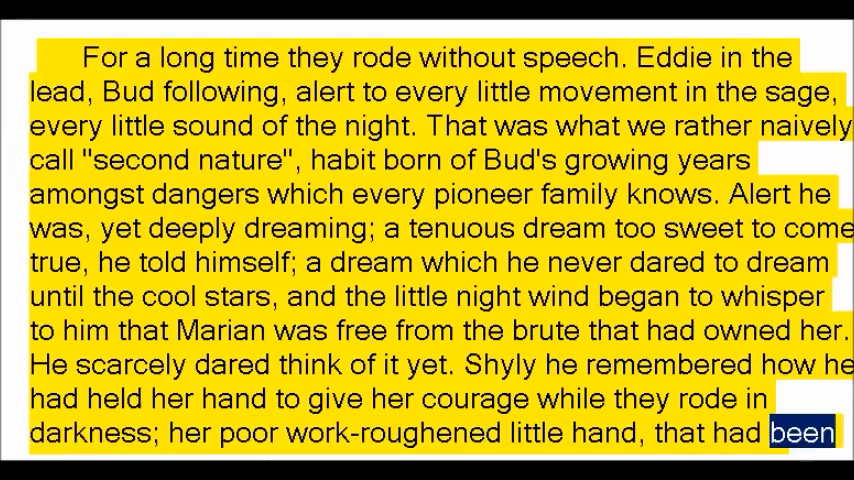 For a long time they rode without speech. Eddie in the
lead, Bud following, alert to every little movement in the sage,
every little sound of the night. That was what we rather naively
call "second nature", habit born of Bud's growing years
amongst dangers which every pioneer family knows. Alert he
was, yet deeply dreaming; a tenuous dream too sweet to come
true, he told himself; a dream which he never dared to dream
until the cool stars, and the little night wind began to whisper
to him that Marian was free from the brute that had owned her.
He scarcely dared think of it yet. Shyly he remembered how he
had held her hand to give her courage while they rode in
darkness; her poor work-roughened little hand, that had been